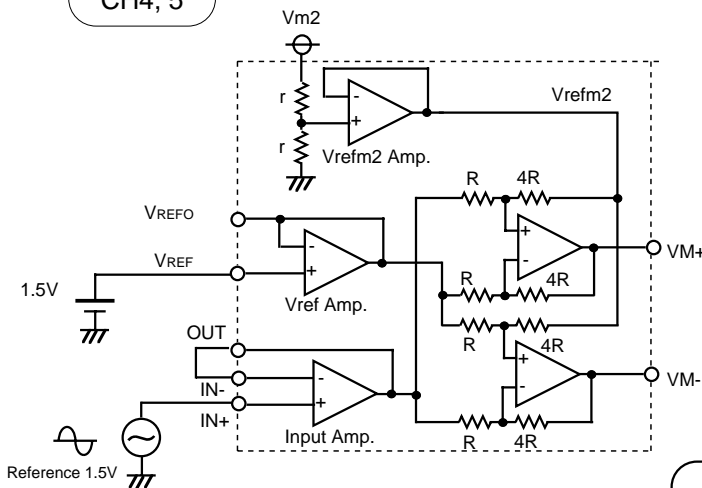 CH4, 5
Vm2
r
r
Vrefm2
Vrefm2 Amp.
R
4R
VREFO
VREF
1.5V
Vref Amp.
VM+
R
4R
R
4R
OUT
IN-
IN+
VM-
Input Amp.
R
4R
Reference 1.5V
-
+
-
+
-
+
+
-
+
-